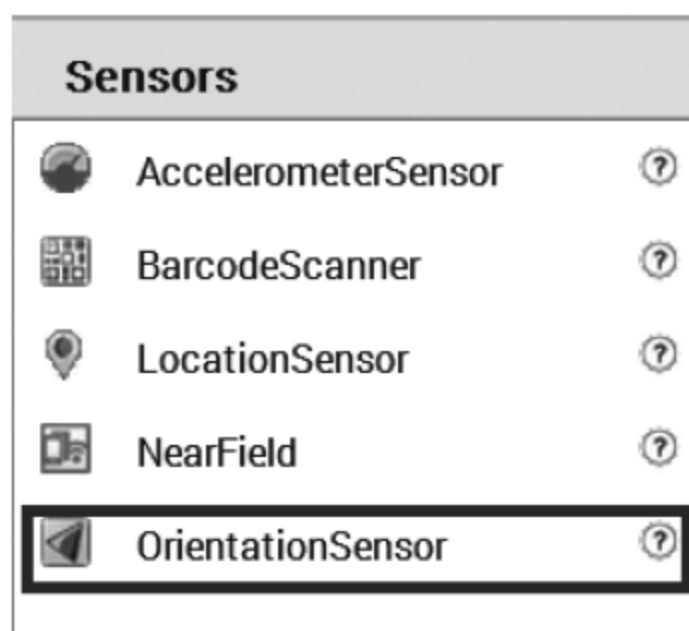 Sensors
AccelerometerSensor ?
BarcodeScanner ?
LocationSensor ?
NearField ?
OrientationSensor ?